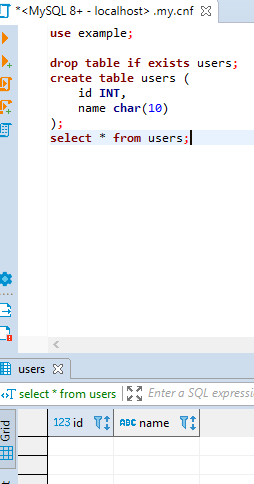 *<MySQL 8+ - localhost> .my.cnf
use example;
drop table if exists users;
create table users (
id INT,
name char(10)
);
select * from users;
users
select * from users
Enter a SQL expressi
Grid
123 id
ABC name